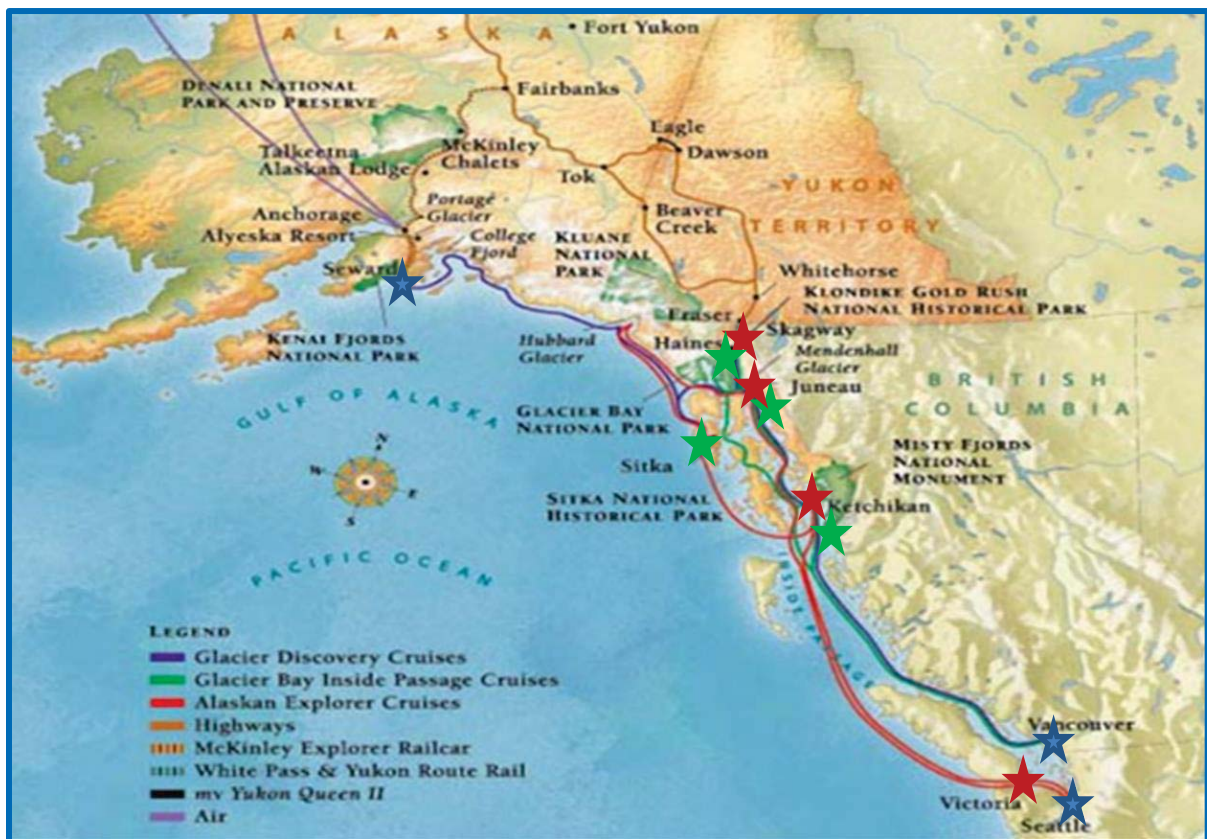 ALASKA
Fort Yukon
DENALI NATIONAL
PARK AND PRESERVE
Fairbanks
McKinley
Chalets
Talkeetna
Alaskan Lodge
Eagle
Dawson
Tok
YUKON
TERRITORY
Portage
Glacier
Anchorage
Alyeska Resort
College
Fjord
Beaver
Creek
KLUANE
NATIONAL
PARK
Seward
Whitehorse
KLONDIKE GOLD RUSH
NATIONAL HISTORICAL PARK
Fraser
Skagway
KENAI FJORDS
NATIONAL PARK
Hubbard
Glacier
Haines
Mendenhall
Glacier
Juneau
BRITISH
COLUMBIA
GULF OF ALASKA
GLACIER BAY
NATIONAL PARK
N
W
E
S
Sitka
MISTY FJORDS
NATIONAL
MONUMENT
SITKA NATIONAL
HISTORICAL PARK
Ketchikan
PACIFIC OCEAN
INSIDE PASSAGE
LEGEND
Glacier Discovery Cruises
Glacier Bay Inside Passage Cruises
Alaskan Explorer Cruises
Highways
McKinley Explorer Railcar
White Pass & Yukon Route Rail
mv Yukon Queen II
Air
Vancouver
Victoria
Seattle